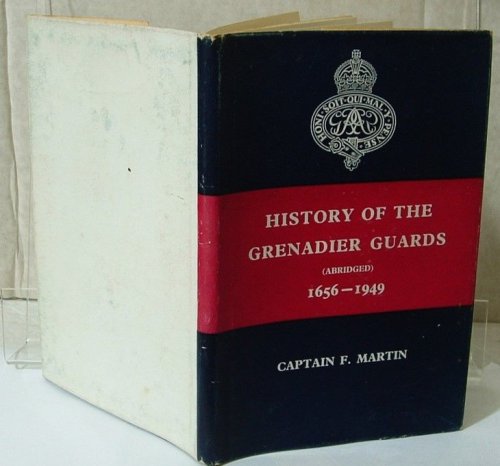 HONI·SOIT·QUI·MAL·Y·PENSE
HISTORY OF THE
GRENADIER GUARDS
(ABRIDGED)
1656—1949
CAPTAIN F. MARTIN